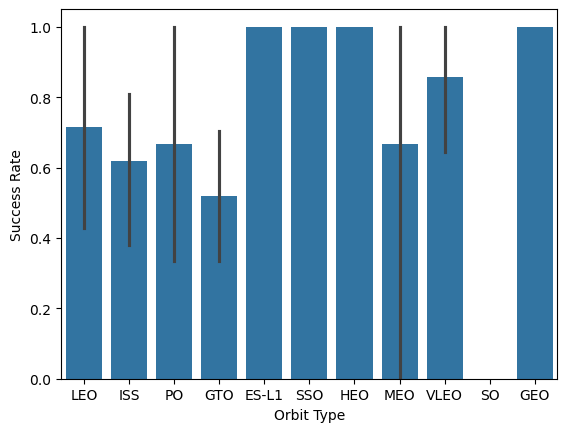 1.0
0.8
0.6
0.4
0.2
0.0
Success Rate
LEO ISS PO GTO ES-L1 SSO HEO MEO VLEO SO GEO
Orbit Type